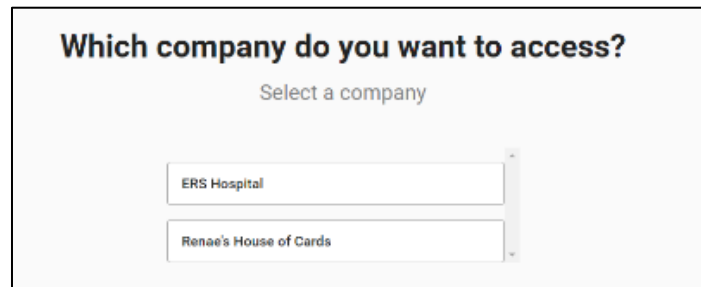 Which company do you want to access?
Select a company
ERS Hospital
Renae's House of Cards